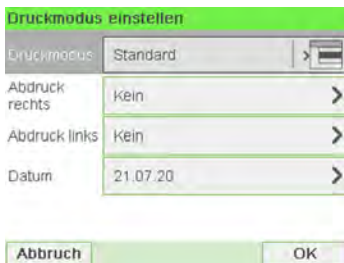 Druckmodus einstellen
Druckmodus Standard
Abdruck rechts Kein
Abdruck links Kein
Datum 21.07.20
Abbruch OK